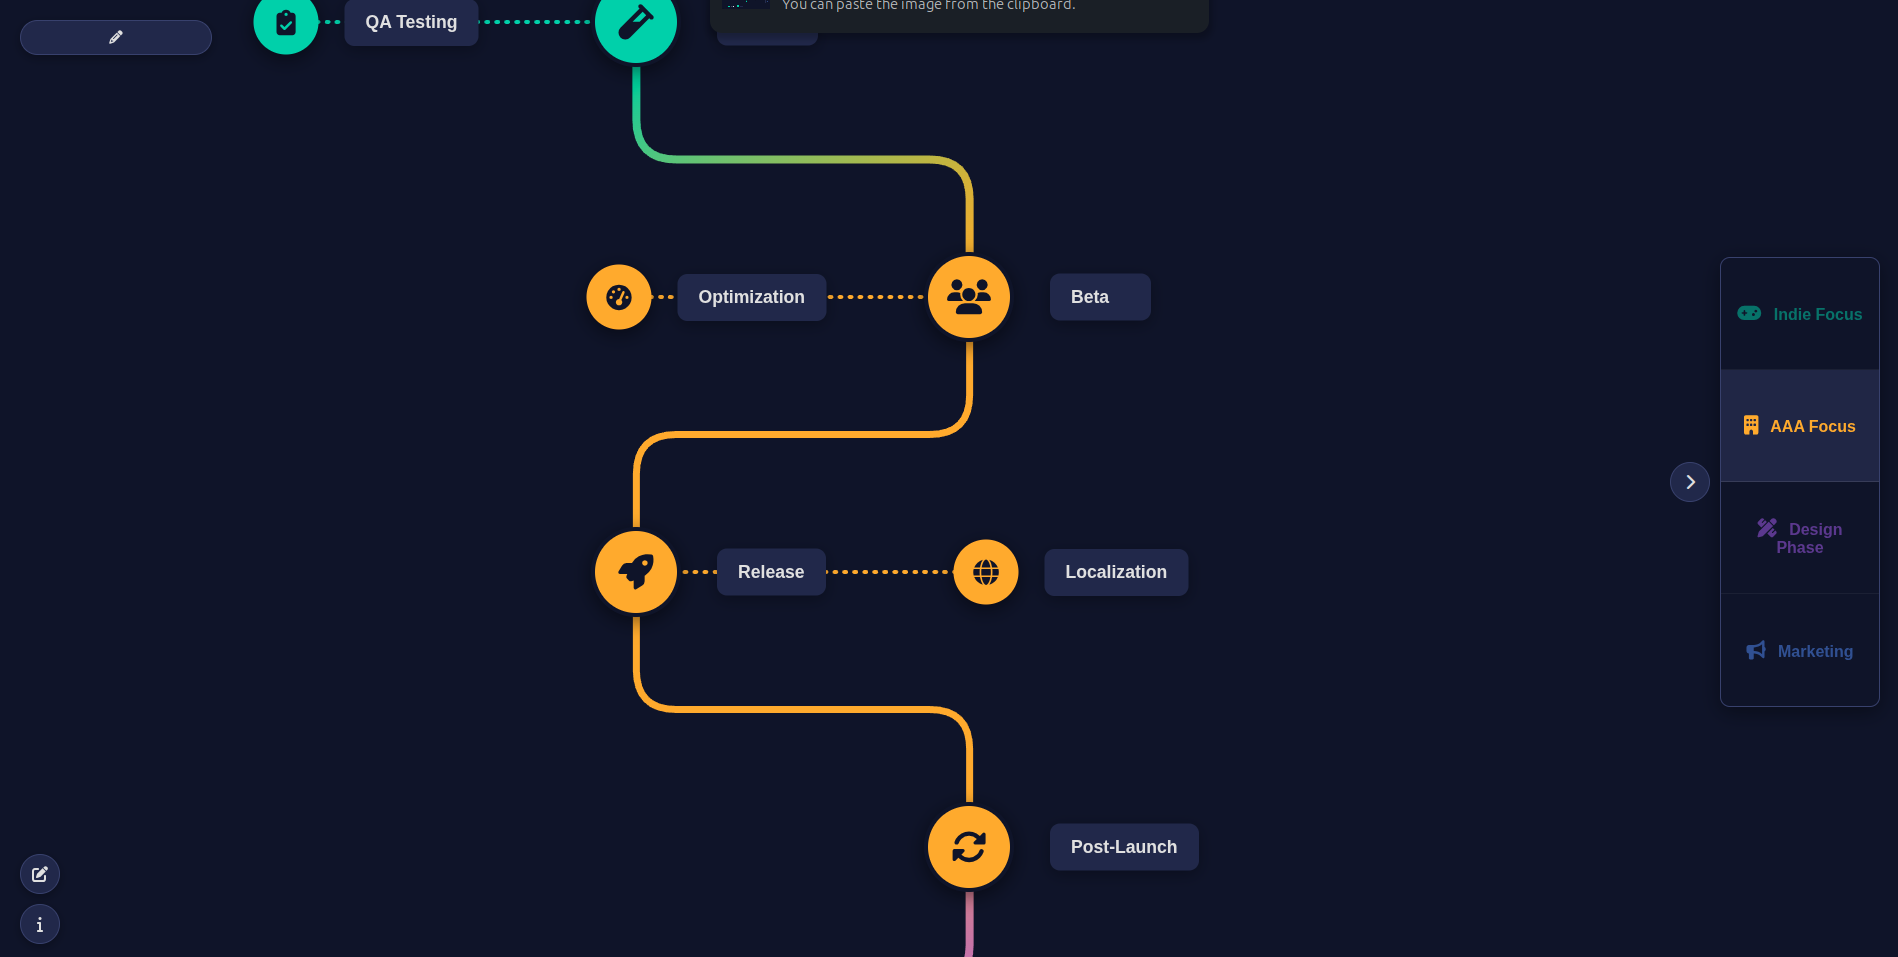 You can paste the image from the clipboard.
QA Testing
Optimization
Beta
Indie Focus
AAA Focus
Design
Phase
Release
Localization
Marketing
Post-Launch